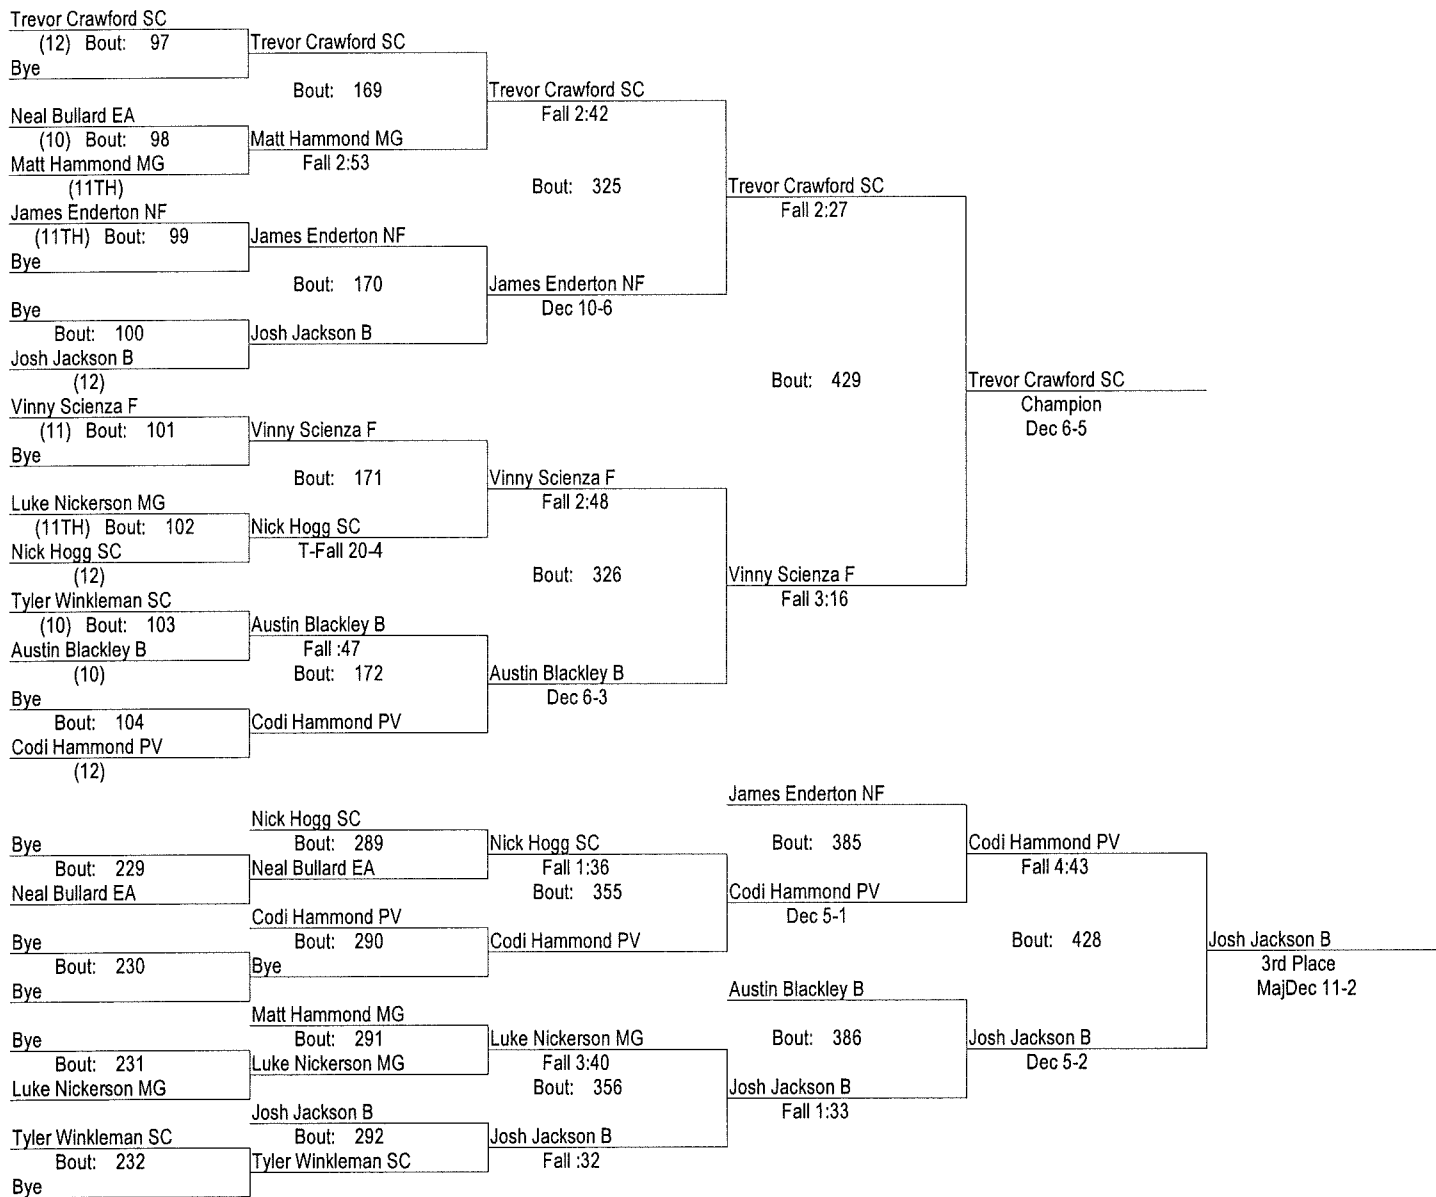 Trevor Crawford SC
(12) Bout: 97
Bye
Trevor Crawford SC
Bout: 169
Neal Bullard EA
(10) Bout: 98
Matt Hammond MG
(11TH)
Matt Hammond MG
Fall 2:53
Trevor Crawford SC
Fall 2:42
Bout: 325
James Enderton NF
(11TH) Bout: 99
Bye
James Enderton NF
Bout: 170
Bye
Bout: 100
Josh Jackson B
(12)
Josh Jackson B
James Enderton NF
Dec 10-6
Trevor Crawford SC
Fall 2:27
Bout: 429
Trevor Crawford SC
Champion
Dec 6-5
Vinny Scienza F
(11) Bout: 101
Bye
Vinny Scienza F
Bout: 171
Luke Nickerson MG
(11TH) Bout: 102
Nick Hogg SC
(12)
Nick Hogg SC
T-Fall 20-4
Vinny Scienza F
Fall 2:48
Bout: 326
Vinny Scienza F
Fall 3:16
Tyler Winkleman SC
(10) Bout: 103
Austin Blackley B
(10)
Austin Blackley B
Fall :47
Bout: 172
Bye
Bout: 104
Codi Hammond PV
(12)
Codi Hammond PV
Austin Blackley B
Dec 6-3
Bye
Bout: 229
Neal Bullard EA
Nick Hogg SC
Bout: 289
Neal Bullard EA
Nick Hogg SC
Fall 1:36
Bout: 355
Bye
Bout: 230
Bye
Codi Hammond PV
Bout: 290
Bye
Codi Hammond PV
James Enderton NF
Bout: 385
Codi Hammond PV
Dec 5-1
Codi Hammond PV
Fall 4:43
Bout: 428
Bye
Bout: 231
Luke Nickerson MG
Matt Hammond MG
Bout: 291
Luke Nickerson MG
Luke Nickerson MG
Fall 3:40
Bout: 356
Tyler Winkleman SC
Bout: 232
Bye
Josh Jackson B
Bout: 292
Tyler Winkleman SC
Josh Jackson B
Fall :32
Austin Blackley B
Bout: 386
Josh Jackson B
Fall 1:33
Josh Jackson B
Dec 5-2
Josh Jackson B
3rd Place
MajDec 11-2